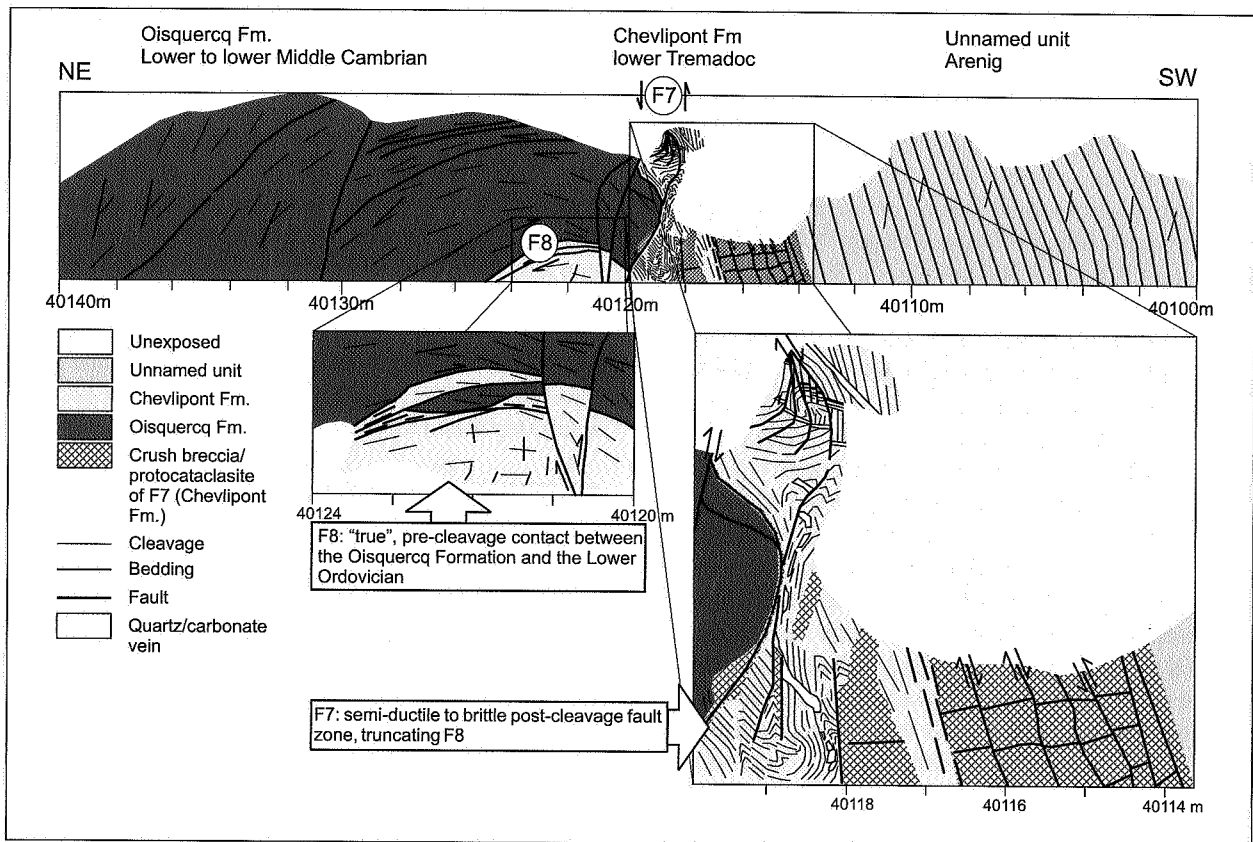 Oisquercq Fm.
Lower to lower Middle Cambrian
Chevlipont Fm
lower Tremadoc
Unnamed unit
Arenig
NE
SW
F7
F8
40140m
40130m
40120m
40110m
40100m
Unexposed
Unnamed unit
Chevlipont Fm.
Oisquercq Fm.
Crush breccia/
protocataclasite
of F7 (Chevlipont
Fm.)
Cleavage
Bedding
Fault
Quartz/carbonate
vein
40124
40120 m
F8: "true", pre-cleavage contact between
the Oisquercq Formation and the Lower
Ordovician
F7: semi-ductile to brittle post-cleavage fault
zone, truncating F8
40118
40116
40114 m